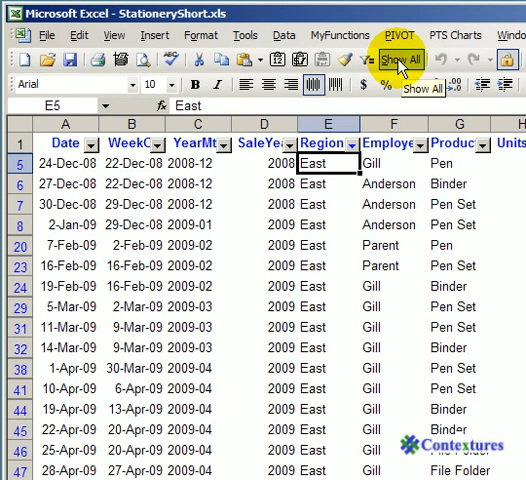 Microsoft Excel - StationeryShort.xls
File Edit View Insert Format Tools Data MyFunctions PIVOT PTS Charts Windo
Show All
Arial 10 B I U $ %
Show All
E5 fx East
A B C D E F G H
1 Date WeekC YearMt SaleYea Region Employe Produc Units
5 24-Dec-08 22-Dec-08 2008-12 2008 East Gill Pen
6 27-Dec-08 22-Dec-08 2008-12 2008 East Anderson Binder
7 30-Dec-08 29-Dec-08 2008-12 2008 East Anderson Pen Set
8 2-Jan-09 29-Dec-08 2009-01 2009 East Anderson Pen Set
20 7-Feb-09 2-Feb-09 2009-02 2009 East Parent Pen
23 16-Feb-09 16-Feb-09 2009-02 2009 East Parent Pen Set
24 19-Feb-09 16-Feb-09 2009-02 2009 East Gill Binder
29 5-Mar-09 2-Mar-09 2009-03 2009 East Gill Pen Set
31 11-Mar-09 9-Mar-09 2009-03 2009 East Gill Pen Set
32 14-Mar-09 9-Mar-09 2009-03 2009 East Gill Binder
38 1-Apr-09 30-Mar-09 2009-04 2009 East Gill Pen Set
41 10-Apr-09 6-Apr-09 2009-04 2009 East Gill Pen Set
44 19-Apr-09 13-Apr-09 2009-04 2009 East Gill Binder
45 22-Apr-09 20-Apr-09 2009-04 2009 East Gill Binder
46 25-Apr-09 20-Apr-09 2009-04 2009 East Gill
Contextures
47 28-Apr-09 27-Apr-09 2009-04 2009 East Gill File Folder